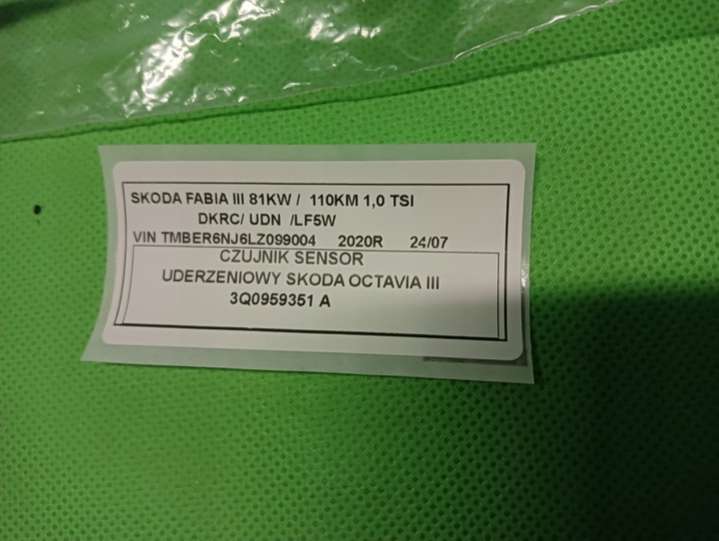 SKODA FABIA III 81KW / 110KM 1,0 TSI
DKRC/ UDN /LF5W
VIN TMBER6NJ6LZ099004 2020R 24/07
CZUJNIK SENSOR
UDERZENIOWY SKODA OCTAVIA III
3Q0959351 A